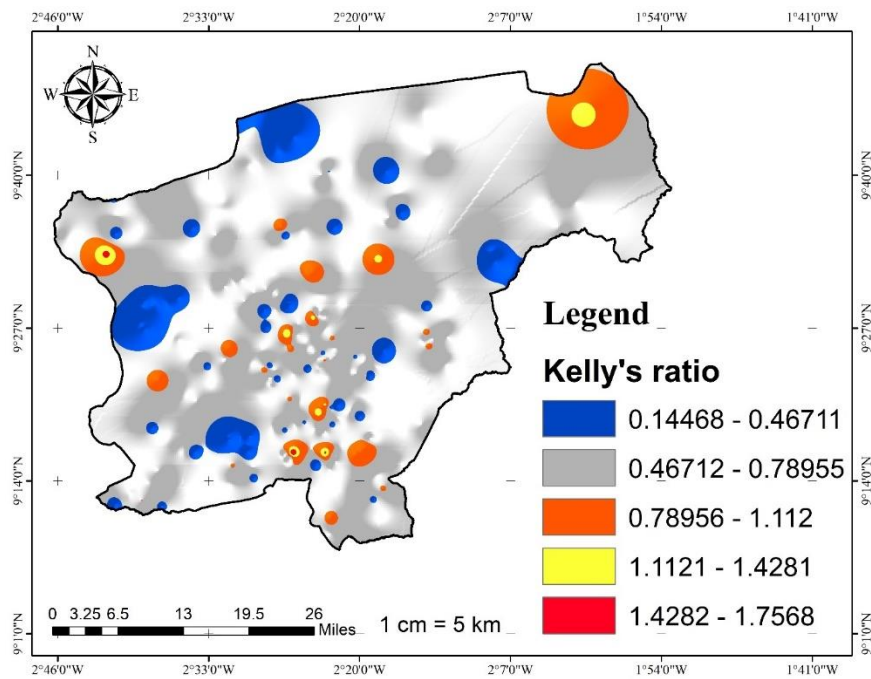 2°46'0"W 2°33'0"W 2°20'0"W 2°7'0"W 1°54'0"W 1°41'0"W
N
W E
S
9°40'0"N 9°40'0"N
9°27'0"N 9°27'0"N
Legend
Kelly's ratio
0.14468 - 0.46711
0.46712 - 0.78955
9°14'0"N 9°14'0"N
0.78956 - 1.112
1.1121 - 1.4281
0 3.25 6.5 13 19.5 26
Miles 1 cm = 5 km
1.4282 - 1.7568
9°1'0"N 9°1'0"N
2°46'0"W 2°33'0"W 2°20'0"W 2°7'0"W 1°54'0"W 1°41'0"W